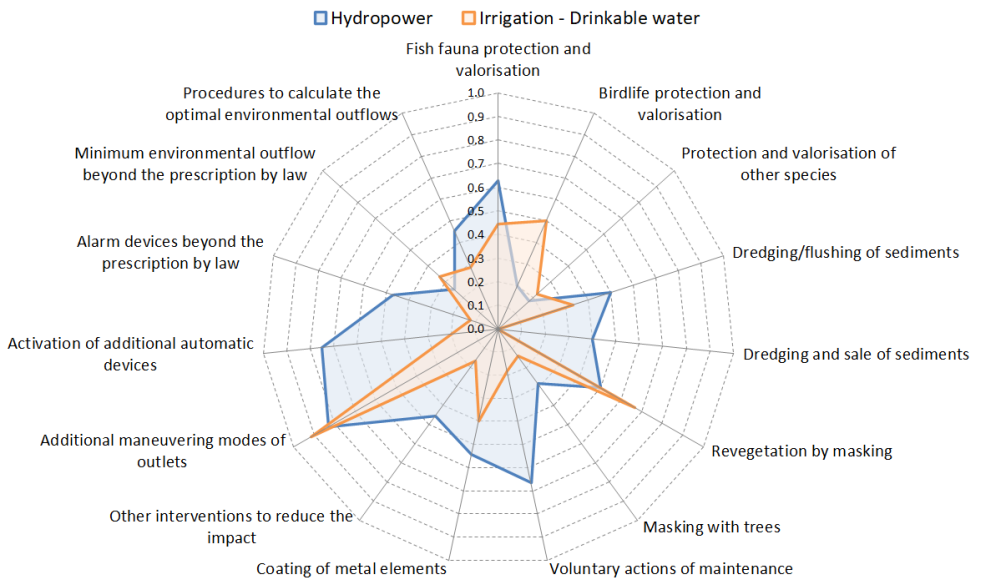 Hydropower
Irrigation - Drinkable water
Fish fauna protection and
valorisation
Birdlife protection and
valorisation
Protection and valorisation of
other species
Dredging/flushing of sediments
Dredging and sale of sediments
Revegetation by masking
Masking with trees
Voluntary actions of maintenance
Coating of metal elements
Other interventions to reduce the
impact
Additional maneuvering modes of
outlets
Activation of additional automatic
devices
Alarm devices beyond the
prescription by law
Minimum environmental outflow
beyond the prescription by law
Procedures to calculate the
optimal environmental outflows
1.0
0.9
0.8
0.7
0.6
0.5
0.4
0.3
0.2
0.1
0.0